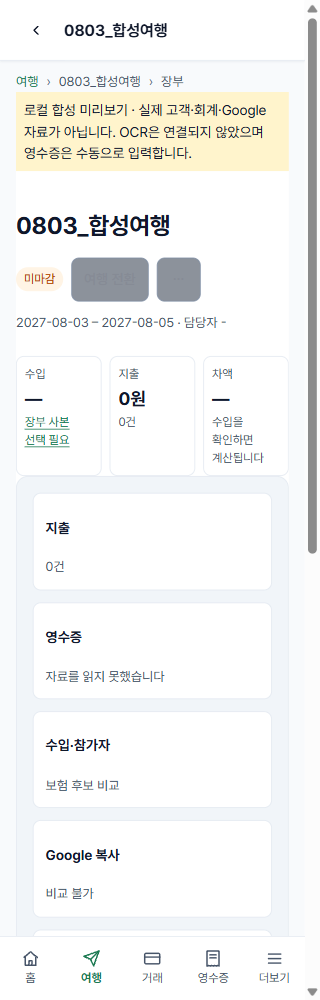 0803_합성여행
여행 › 0803_합성여행 › 장부
로컬 합성 미리보기 · 실제 고객·회계·Google
자료가 아닙니다. OCR은 연결되지 않았으며
영수증은 수동으로 입력합니다.
0803_합성여행
미마감
2027-08-03 – 2027-08-05 · 담당자 -
수입
—
장부 사본
선택 필요
지출
0원
0건
차액
—
수입을
확인하면
계산됩니다
지출
0건
영수증
자료를 읽지 못했습니다
수입·참가자
보험 후보 비교
Google 복사
비교 불가
홈 여행 거래 영수증 더보기